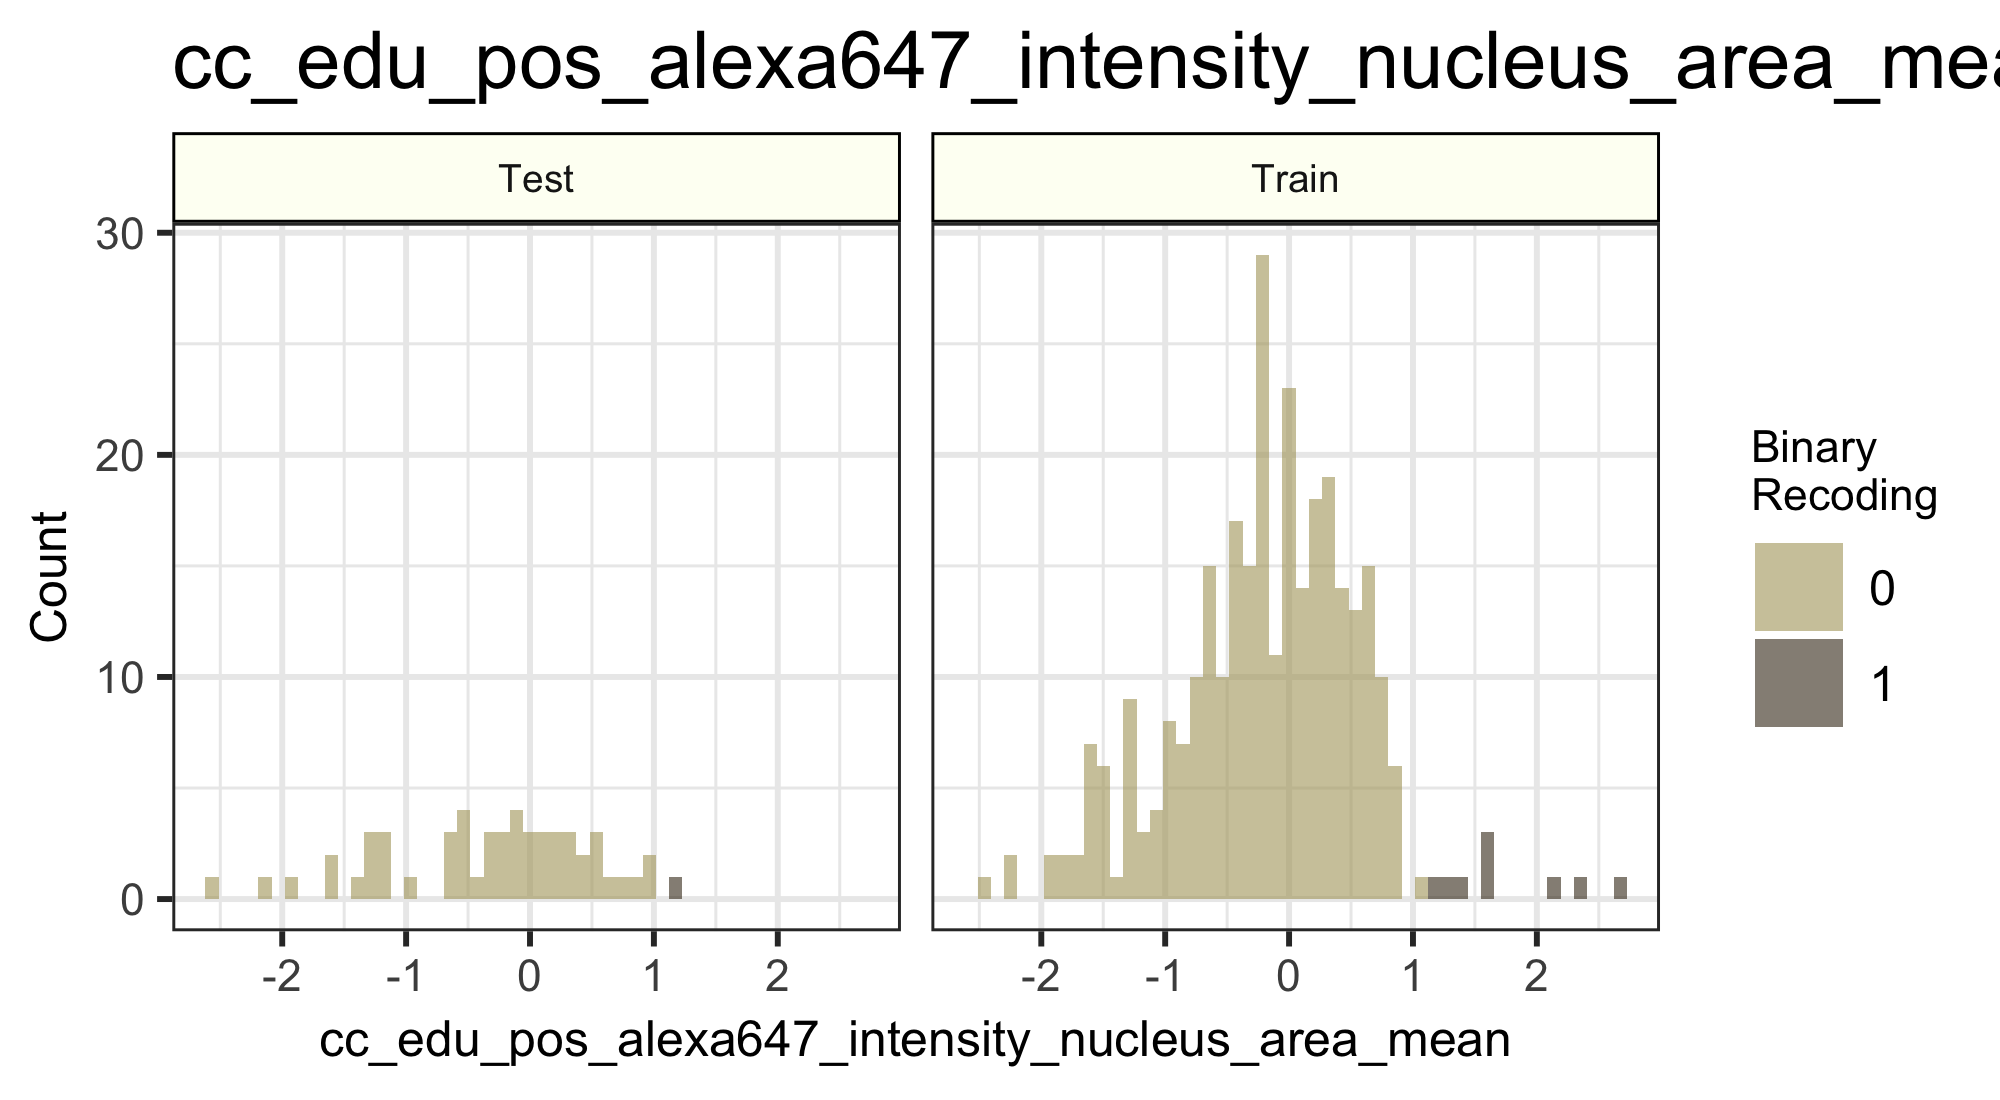 cc_edu_pos_alexa647_intensity_nucleus_area_mea
Test
Train
30
20
10
0
Count
-2 -1 0 1 2
-2 -1 0 1 2
cc_edu_pos_alexa647_intensity_nucleus_area_mean
Binary
Recoding
0
1